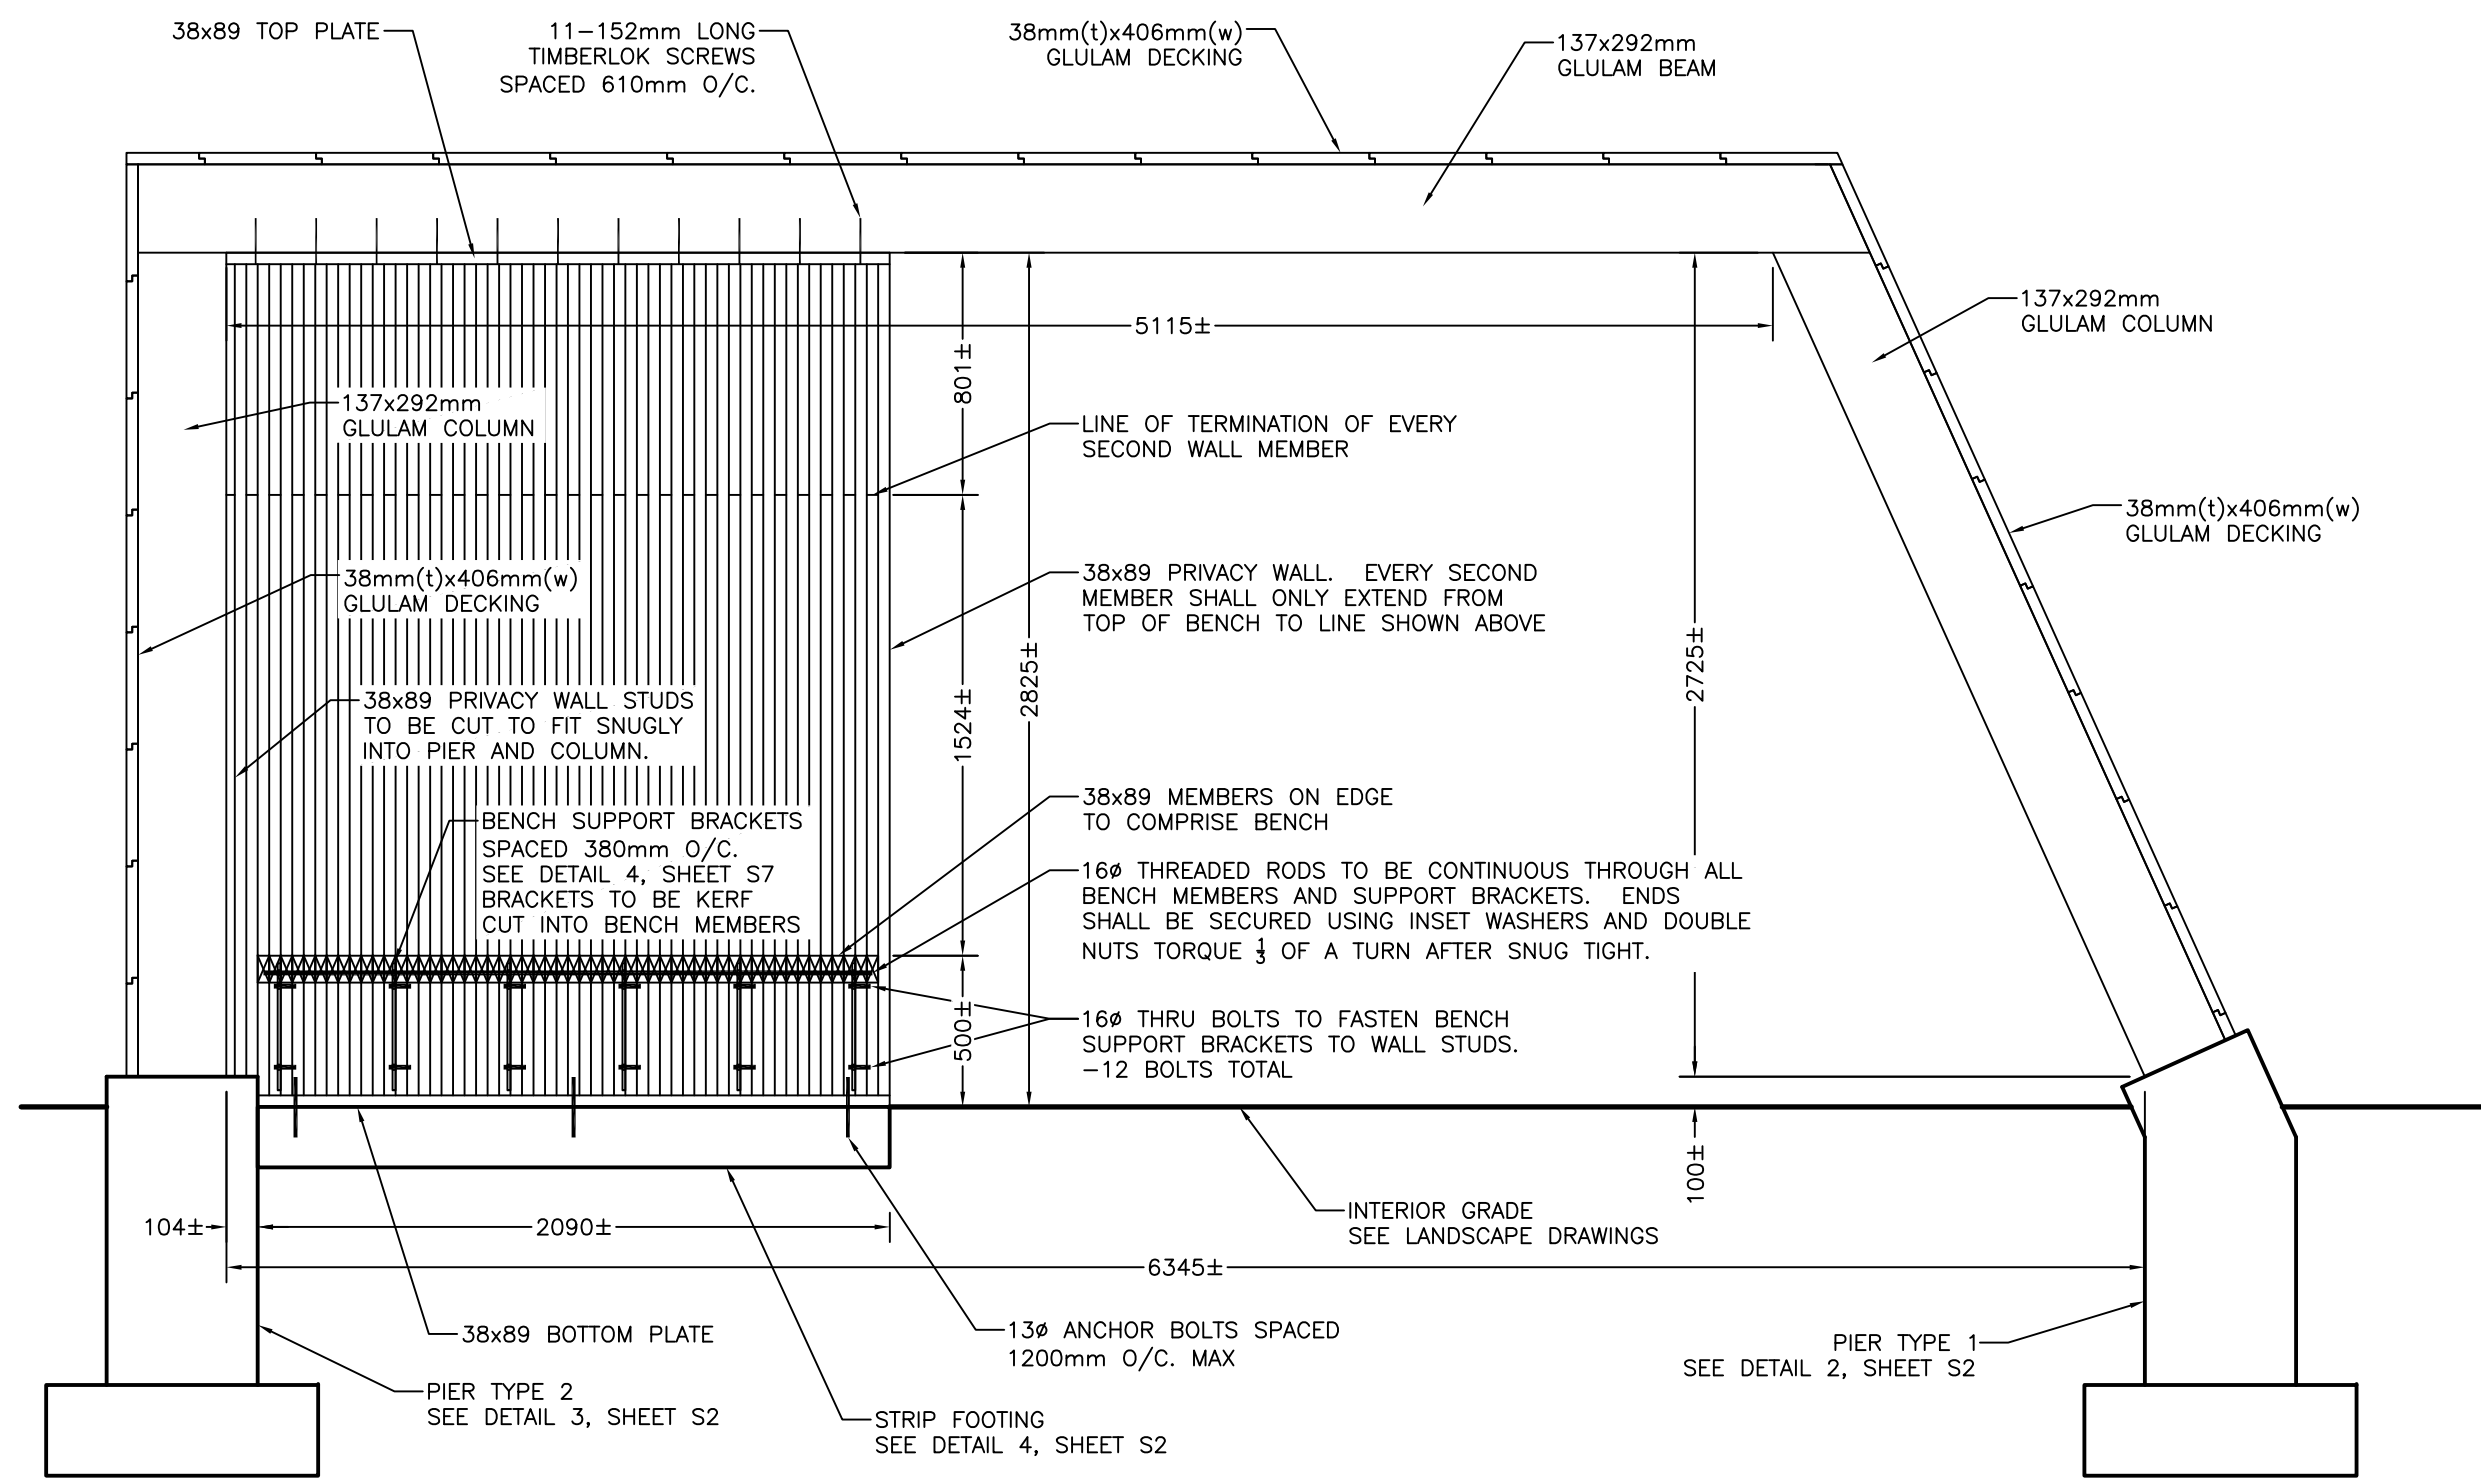 38x89 TOP PLATE
11-152mm LONG
TIMBERLOK SCREWS
SPACED 610mm O/C.
38mm(t)x406mm(w)
GLULAM DECKING
137x292mm
GLULAM BEAM
137x292mm
GLULAM COLUMN
5115±
801±
137x292mm
GLULAM COLUMN
LINE OF TERMINATION OF EVERY
SECOND WALL MEMBER
38mm(t)x406mm(w)
GLULAM DECKING
38mm(t)x406mm(w)
GLULAM DECKING
38x89 PRIVACY WALL. EVERY SECOND
MEMBER SHALL ONLY EXTEND FROM
TOP OF BENCH TO LINE SHOWN ABOVE
2825±
2725±
1524±
38x89 PRIVACY WALL STUDS
TO BE CUT TO FIT SNUGLY
INTO PIER AND COLUMN.
38x89 MEMBERS ON EDGE
TO COMPRISE BENCH
BENCH SUPPORT BRACKETS
SPACED 380mm O/C.
SEE DETAIL 4, SHEET S7
BRACKETS TO BE KERF
CUT INTO BENCH MEMBERS
16ø THREADED RODS TO BE CONTINUOUS THROUGH ALL
BENCH MEMBERS AND SUPPORT BRACKETS. ENDS
SHALL BE SECURED USING INSET WASHERS AND DOUBLE
NUTS TORQUE 1/3 OF A TURN AFTER SNUG TIGHT.
500±
16ø THRU BOLTS TO FASTEN BENCH
SUPPORT BRACKETS TO WALL STUDS.
-12 BOLTS TOTAL
100±
104±
2090±
INTERIOR GRADE
SEE LANDSCAPE DRAWINGS
6345±
38x89 BOTTOM PLATE
13ø ANCHOR BOLTS SPACED
1200mm O/C. MAX
PIER TYPE 1
SEE DETAIL 2, SHEET S2
PIER TYPE 2
SEE DETAIL 3, SHEET S2
STRIP FOOTING
SEE DETAIL 4, SHEET S2